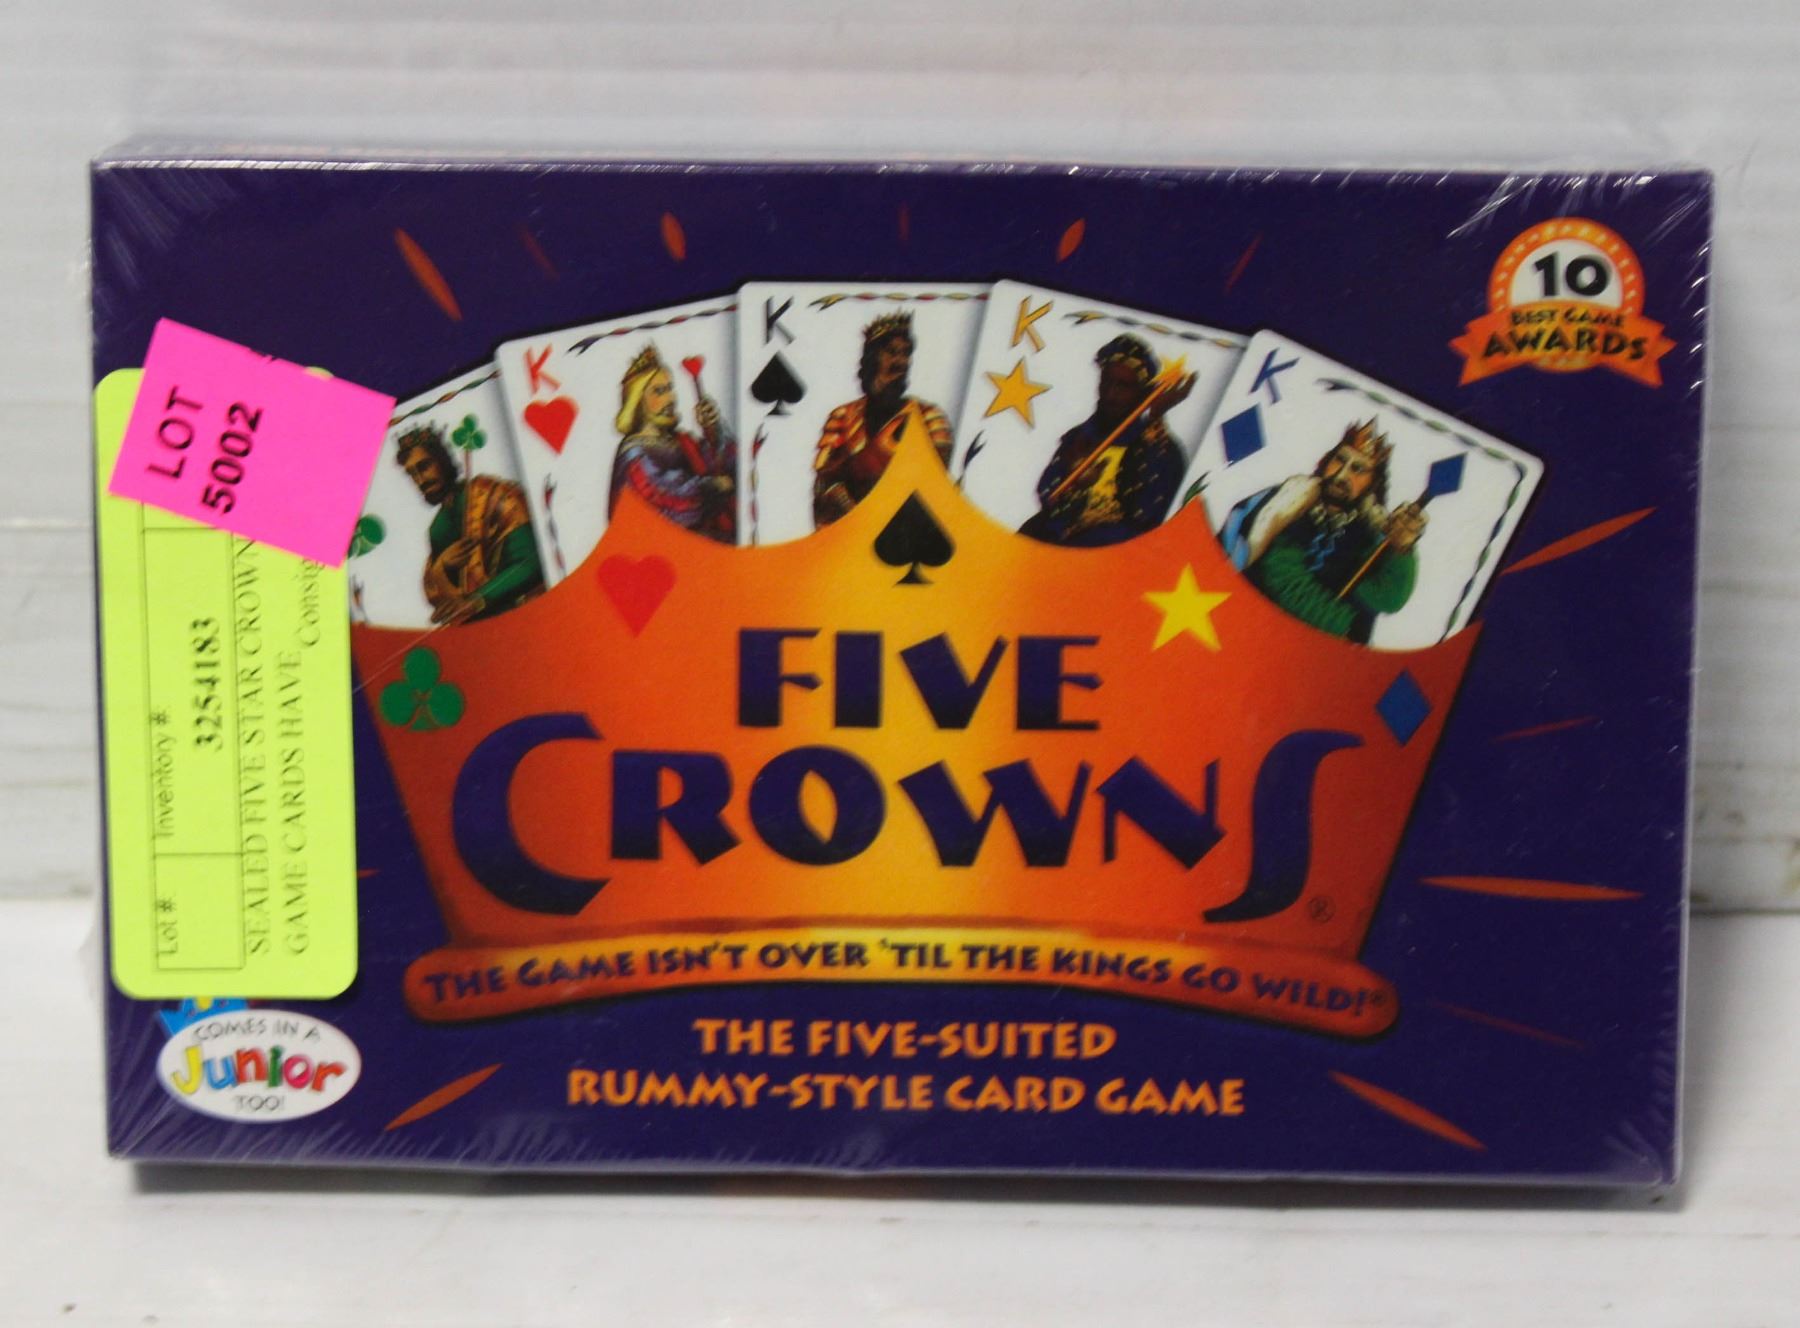 10
BEST GAME
AWARDS
K
K
K
K
LOT
5002
Lot #:
Inventory #:
3254183
SEALED FIVE STAR CROWN
GAME CARDS HAVE
Consig
FIVE
CROWNS®
THE GAME ISN'T OVER 'TIL THE KINGS GO WILD!®
THE FIVE-SUITED
RUMMY-STYLE CARD GAME
COMES IN A
Junior
TOO!